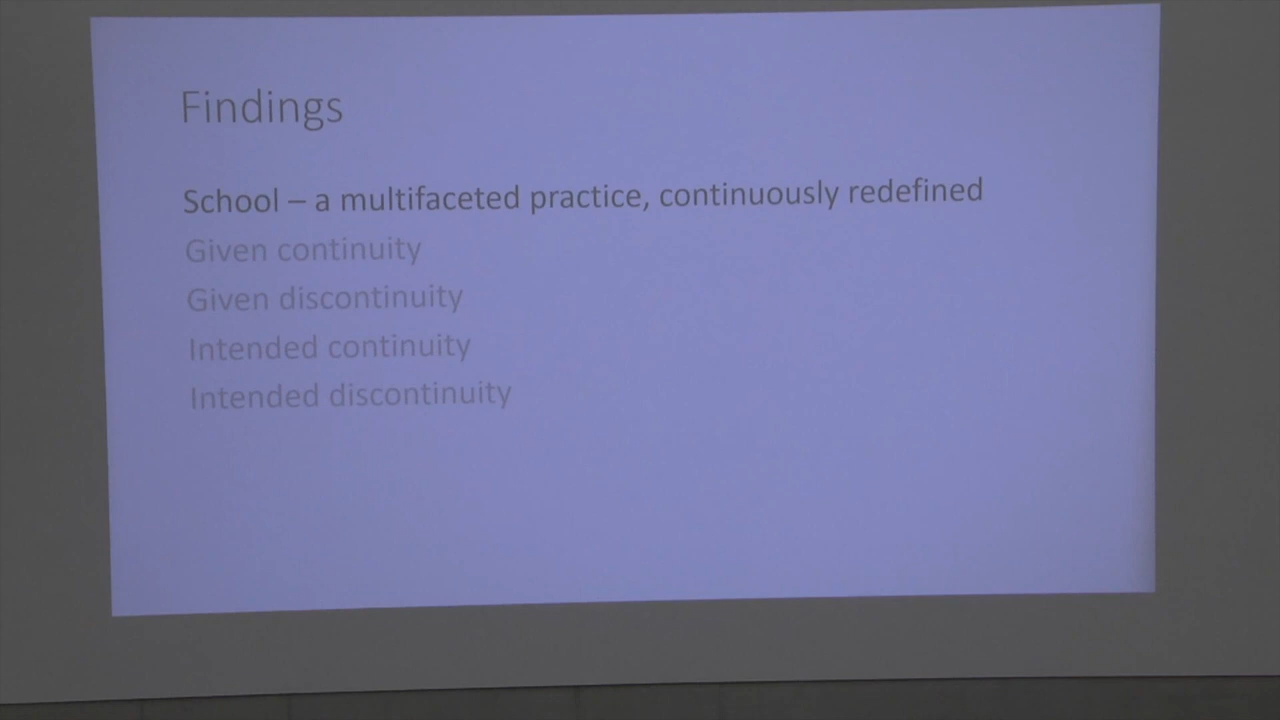 Findings
School – a multifaceted practice, continuously redefined
Given continuity
Given discontinuity
Intended continuity
Intended discontinuity